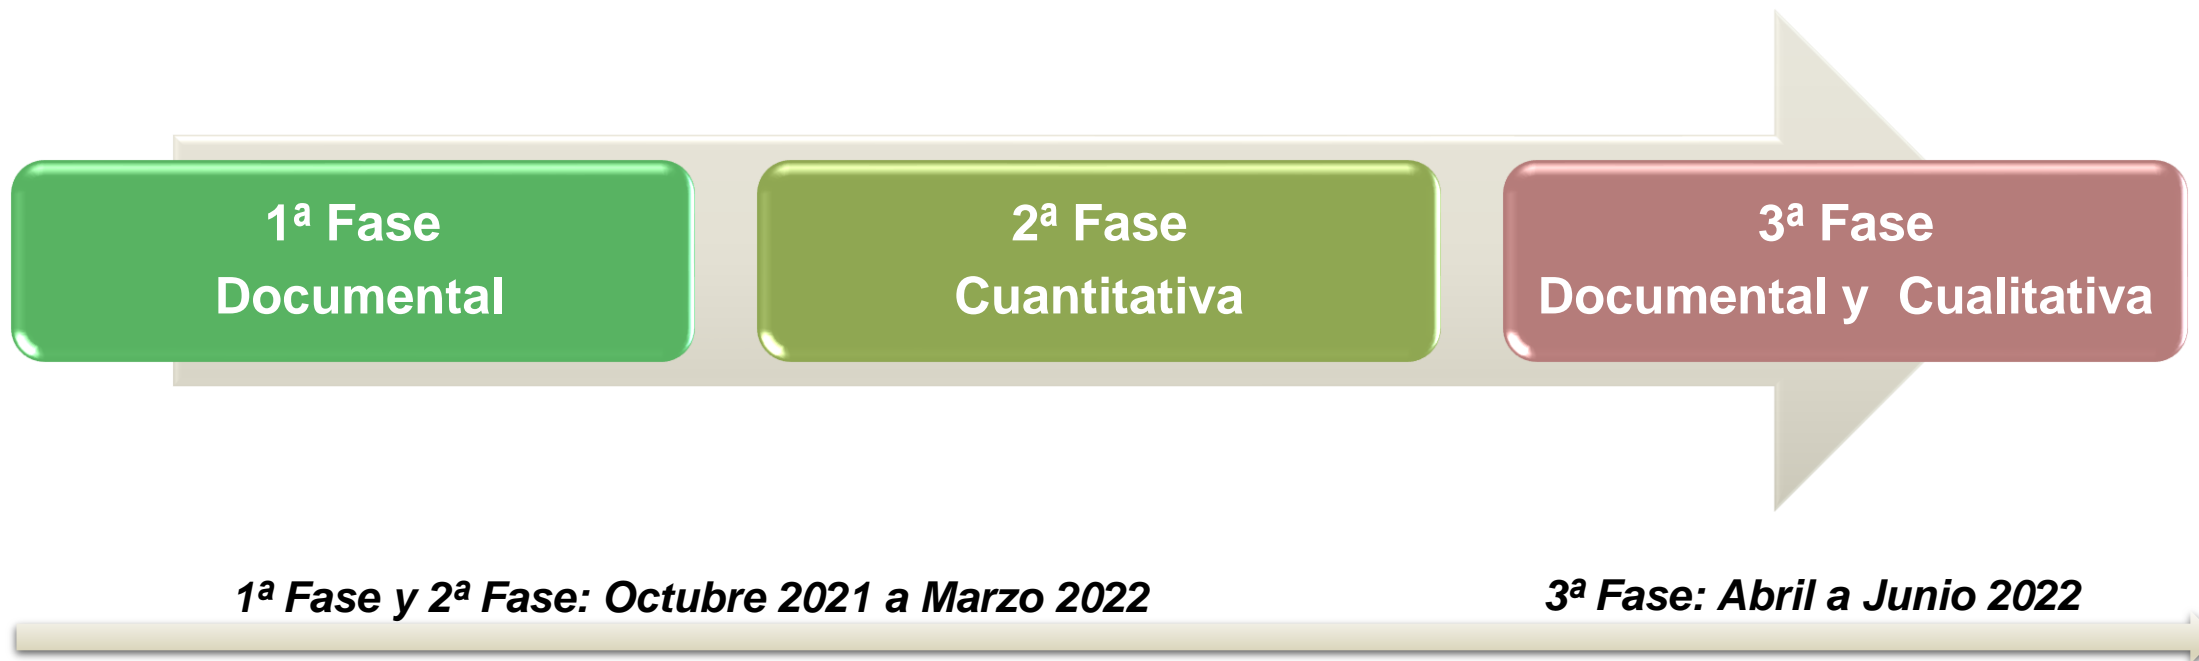 1ª Fase
Documental
2ª Fase
Cuantitativa
3ª Fase
Documental y  Cualitativa
1ª Fase y 2ª Fase: Octubre 2021 a Marzo 2022
3ª Fase: Abril a Junio 2022